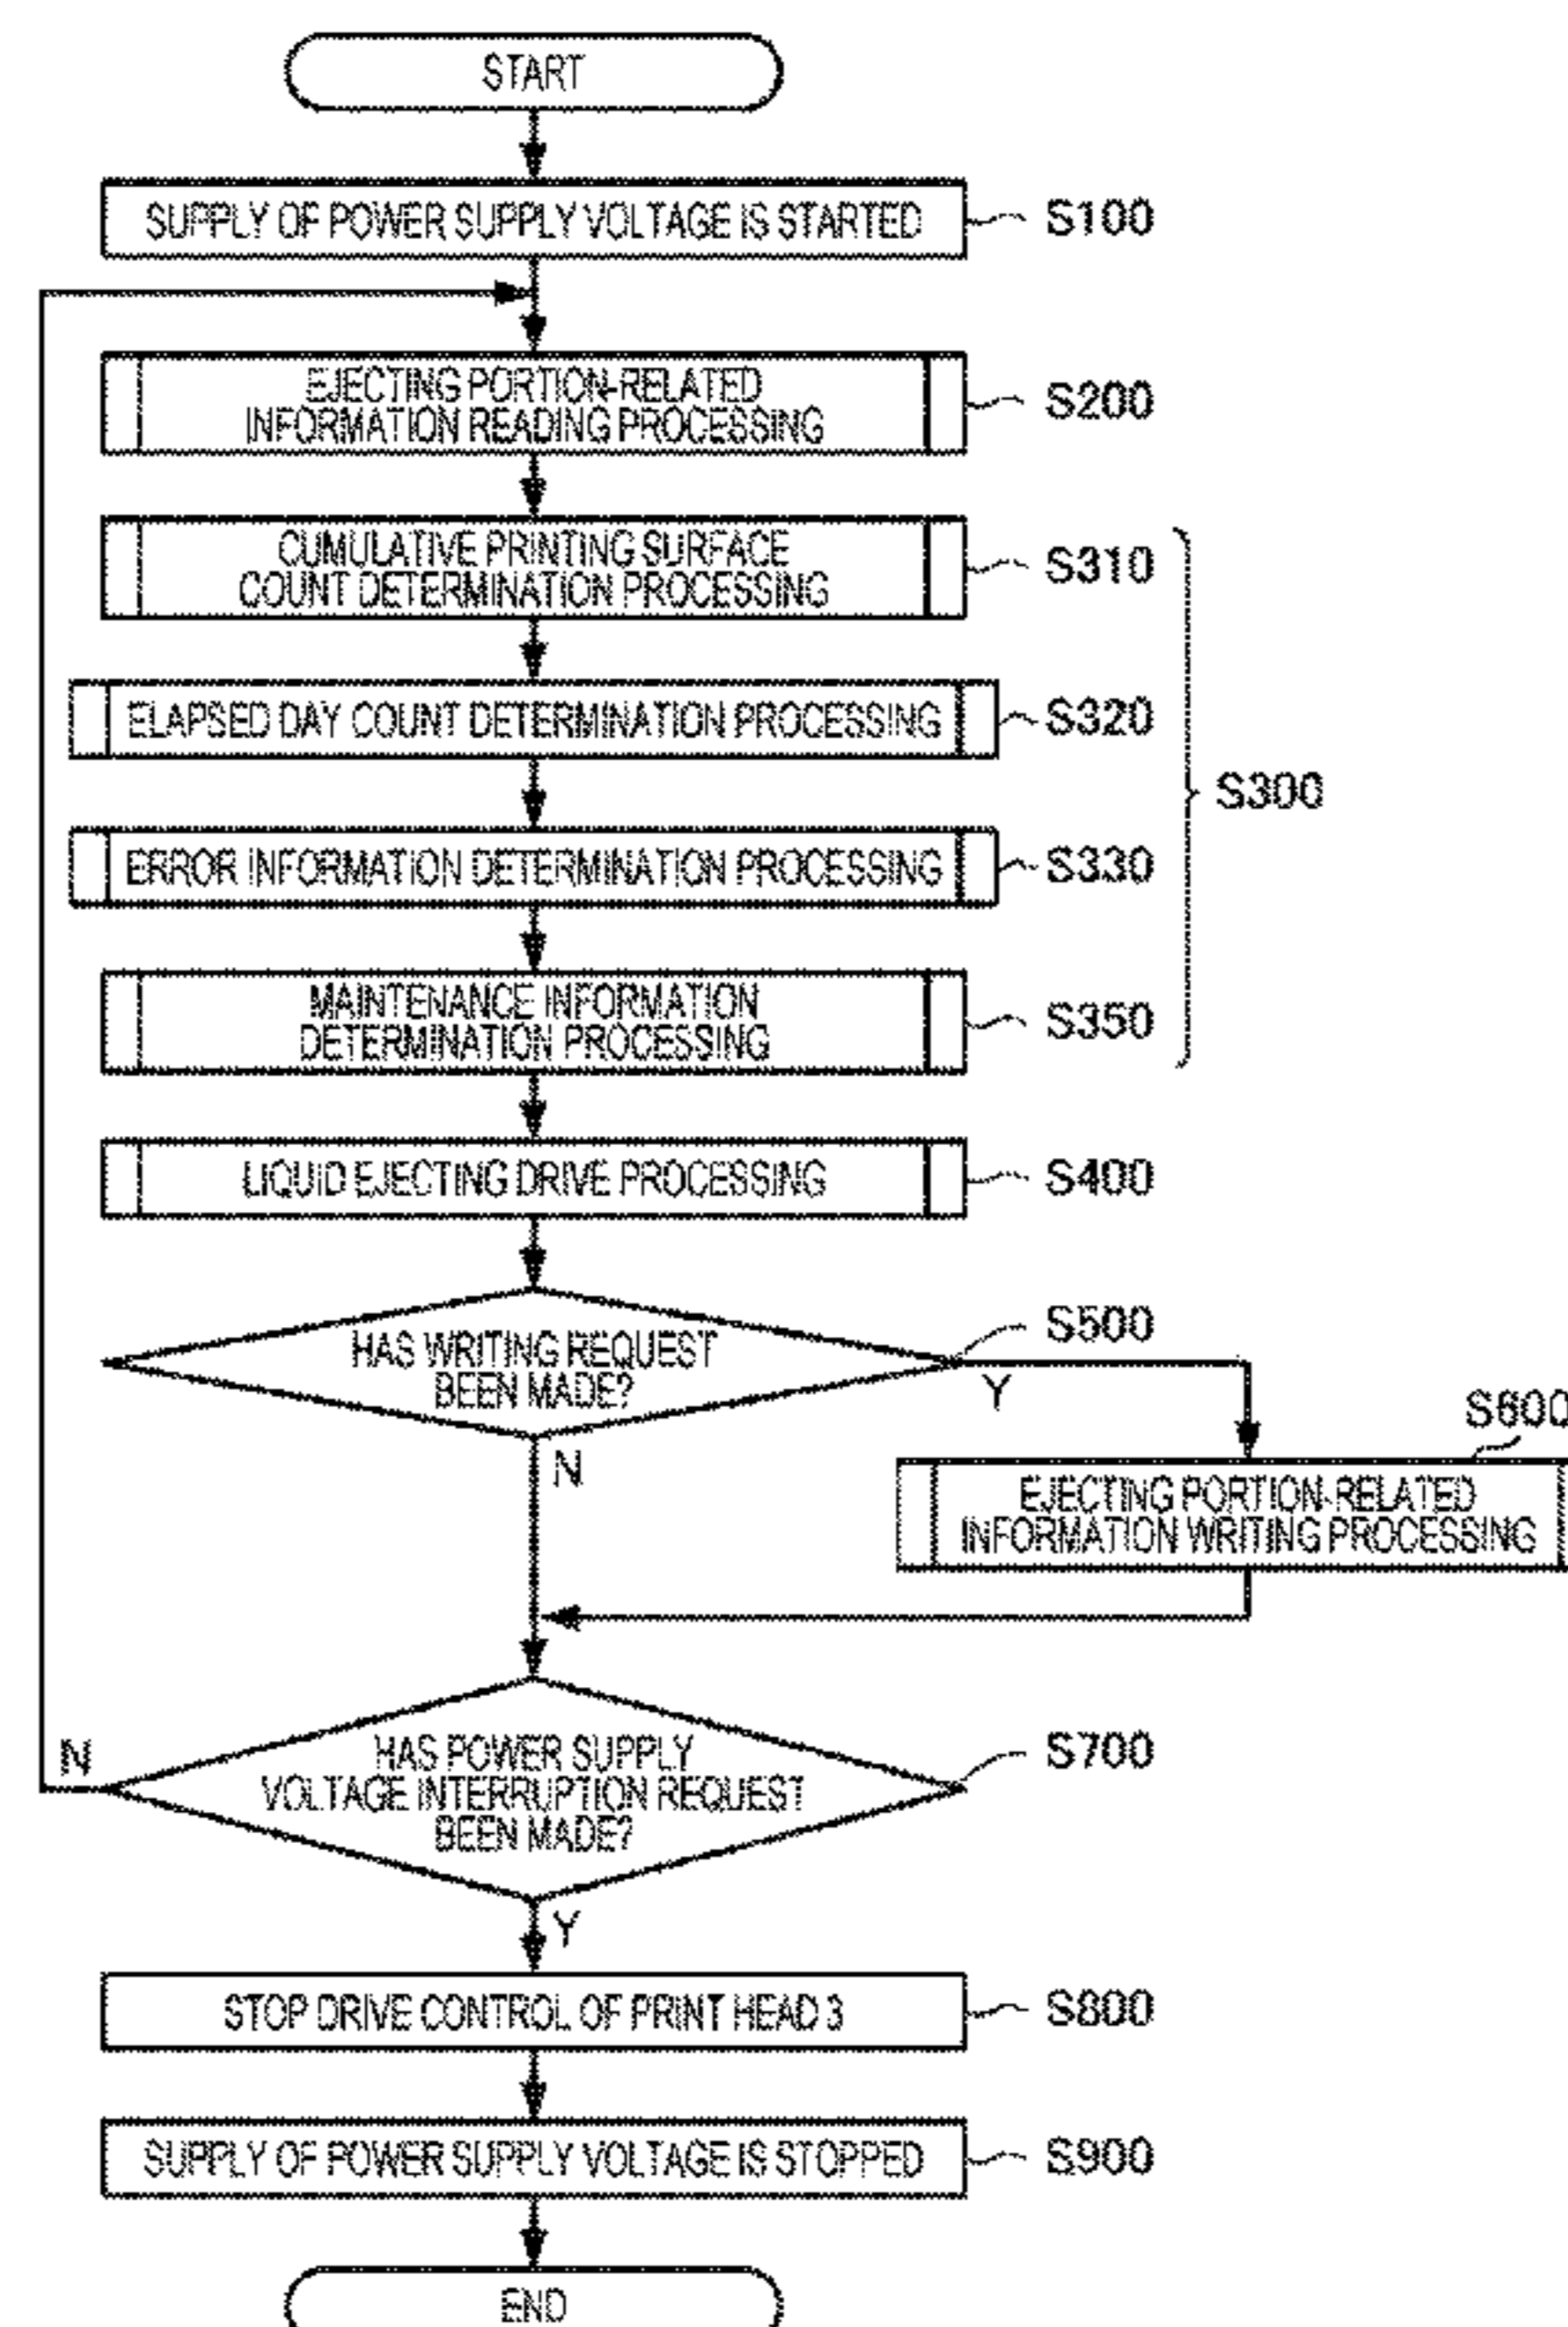 START
SUPPLY OF POWER SUPPLY VOLTAGE IS STARTED
S100
EJECTING PORTION-RELATED
INFORMATION READING PROCESSING
S200
CUMULATIVE PRINTING SURFACE
COUNT DETERMINATION PROCESSING
S310
ELAPSED DAY COUNT DETERMINATION PROCESSING
S320
S300
ERROR INFORMATION DETERMINATION PROCESSING
S330
MAINTENANCE INFORMATION
DETERMINATION PROCESSING
S350
LIQUID EJECTING DRIVE PROCESSING
S400
HAS WRITING REQUEST
BEEN MADE?
S500
Y
N
S600
EJECTING PORTION-RELATED
INFORMATION WRITING PROCESSING
HAS POWER SUPPLY
VOLTAGE INTERRUPTION REQUEST
BEEN MADE?
S700
N
Y
STOP DRIVE CONTROL OF PRINT HEAD 3
S800
SUPPLY OF POWER SUPPLY VOLTAGE IS STOPPED
S900
END